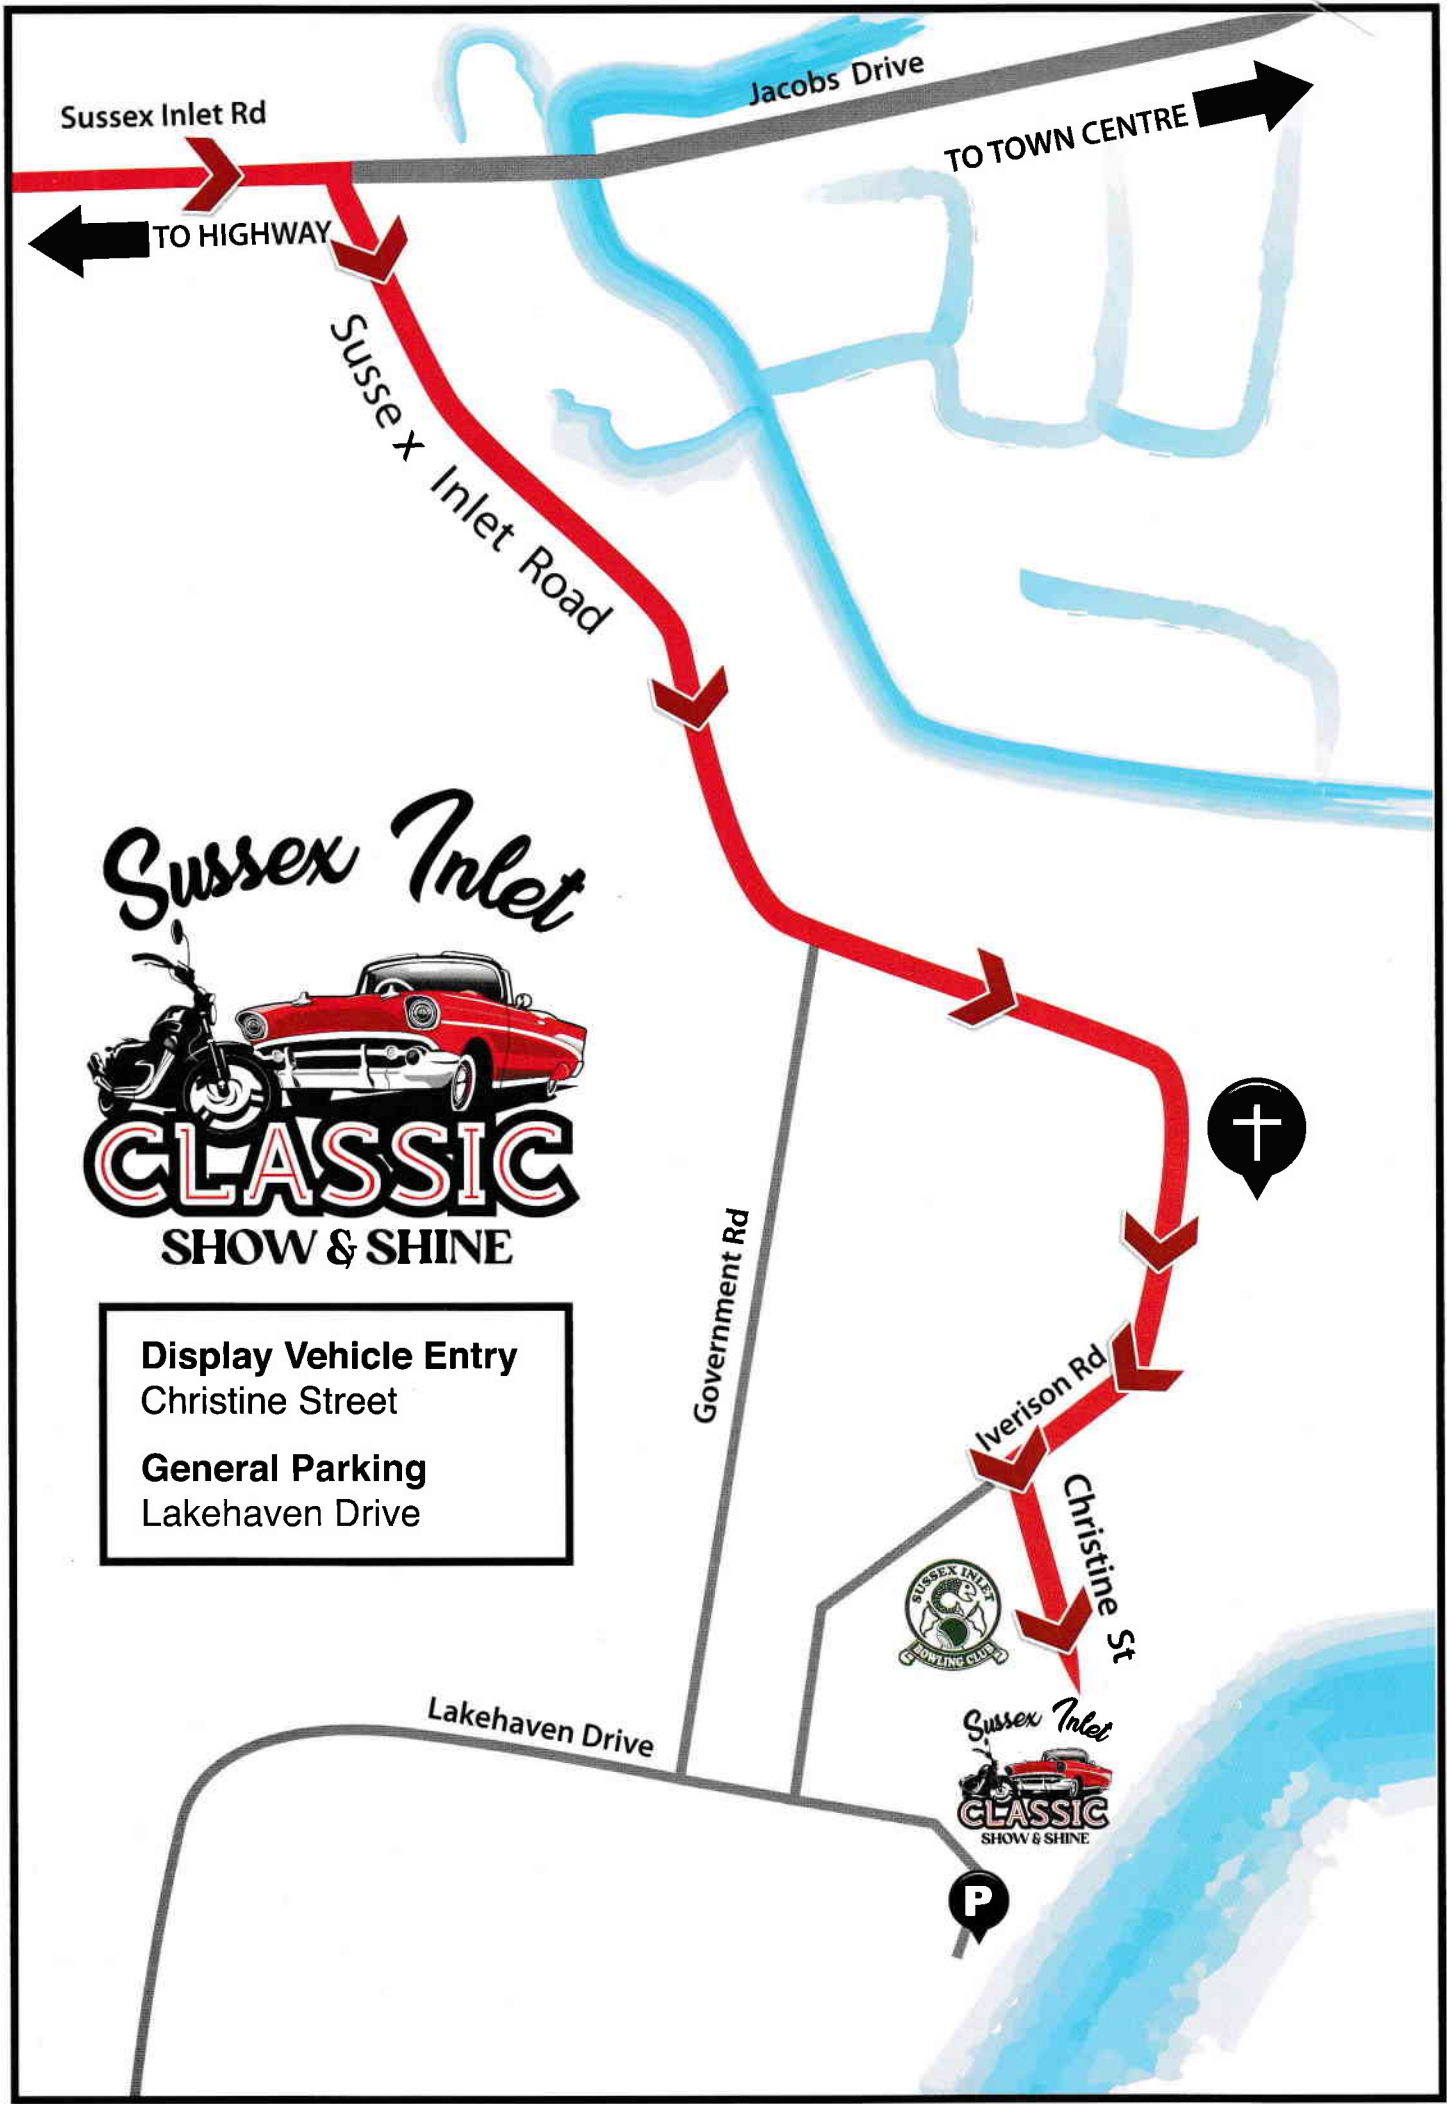 Sussex Inlet Rd
Jacobs Drive
TO TOWN CENTRE
TO HIGHWAY
Sussex Inlet Road
Sussex Inlet
CLASSIC
SHOW & SHINE
Display Vehicle Entry
Christine Street
General Parking
Lakehaven Drive
Government Rd
Iverison Rd
Christine St
SUSSEX INLET
BOWLING CLUB
Lakehaven Drive
Sussex Inlet
CLASSIC
SHOW & SHINE
P